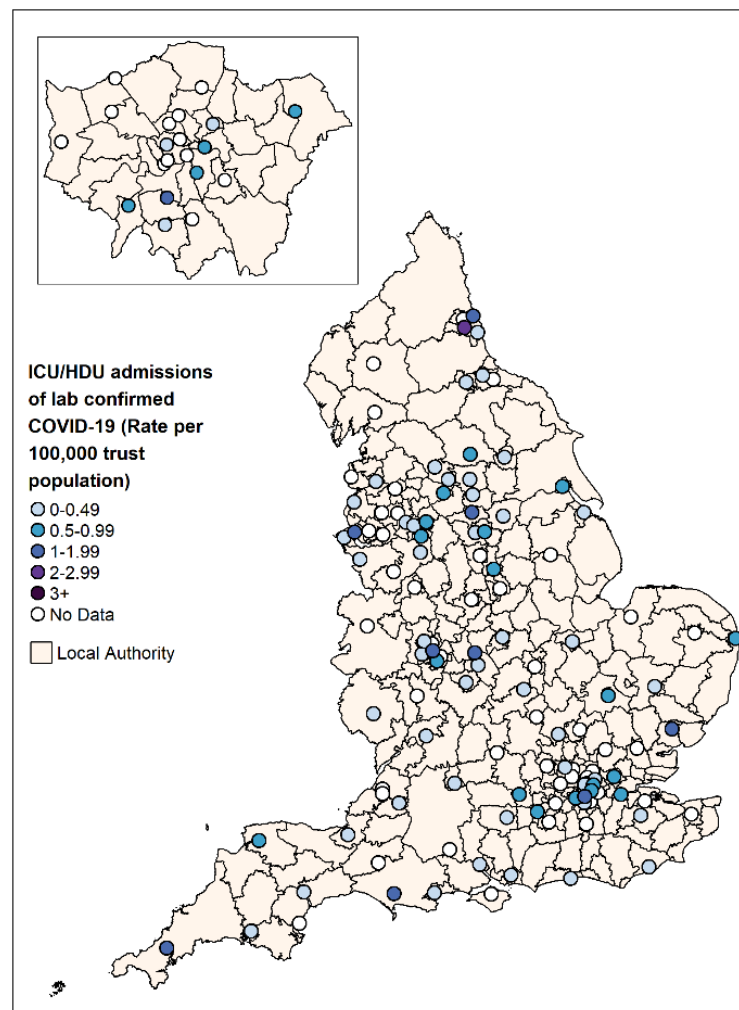 ICU/HDU admissions
of lab confirmed
COVID-19 (Rate per
100,000 trust
population)
0-0.49
0.5-0.99
1-1.99
2-2.99
3+
No Data
Local Authority